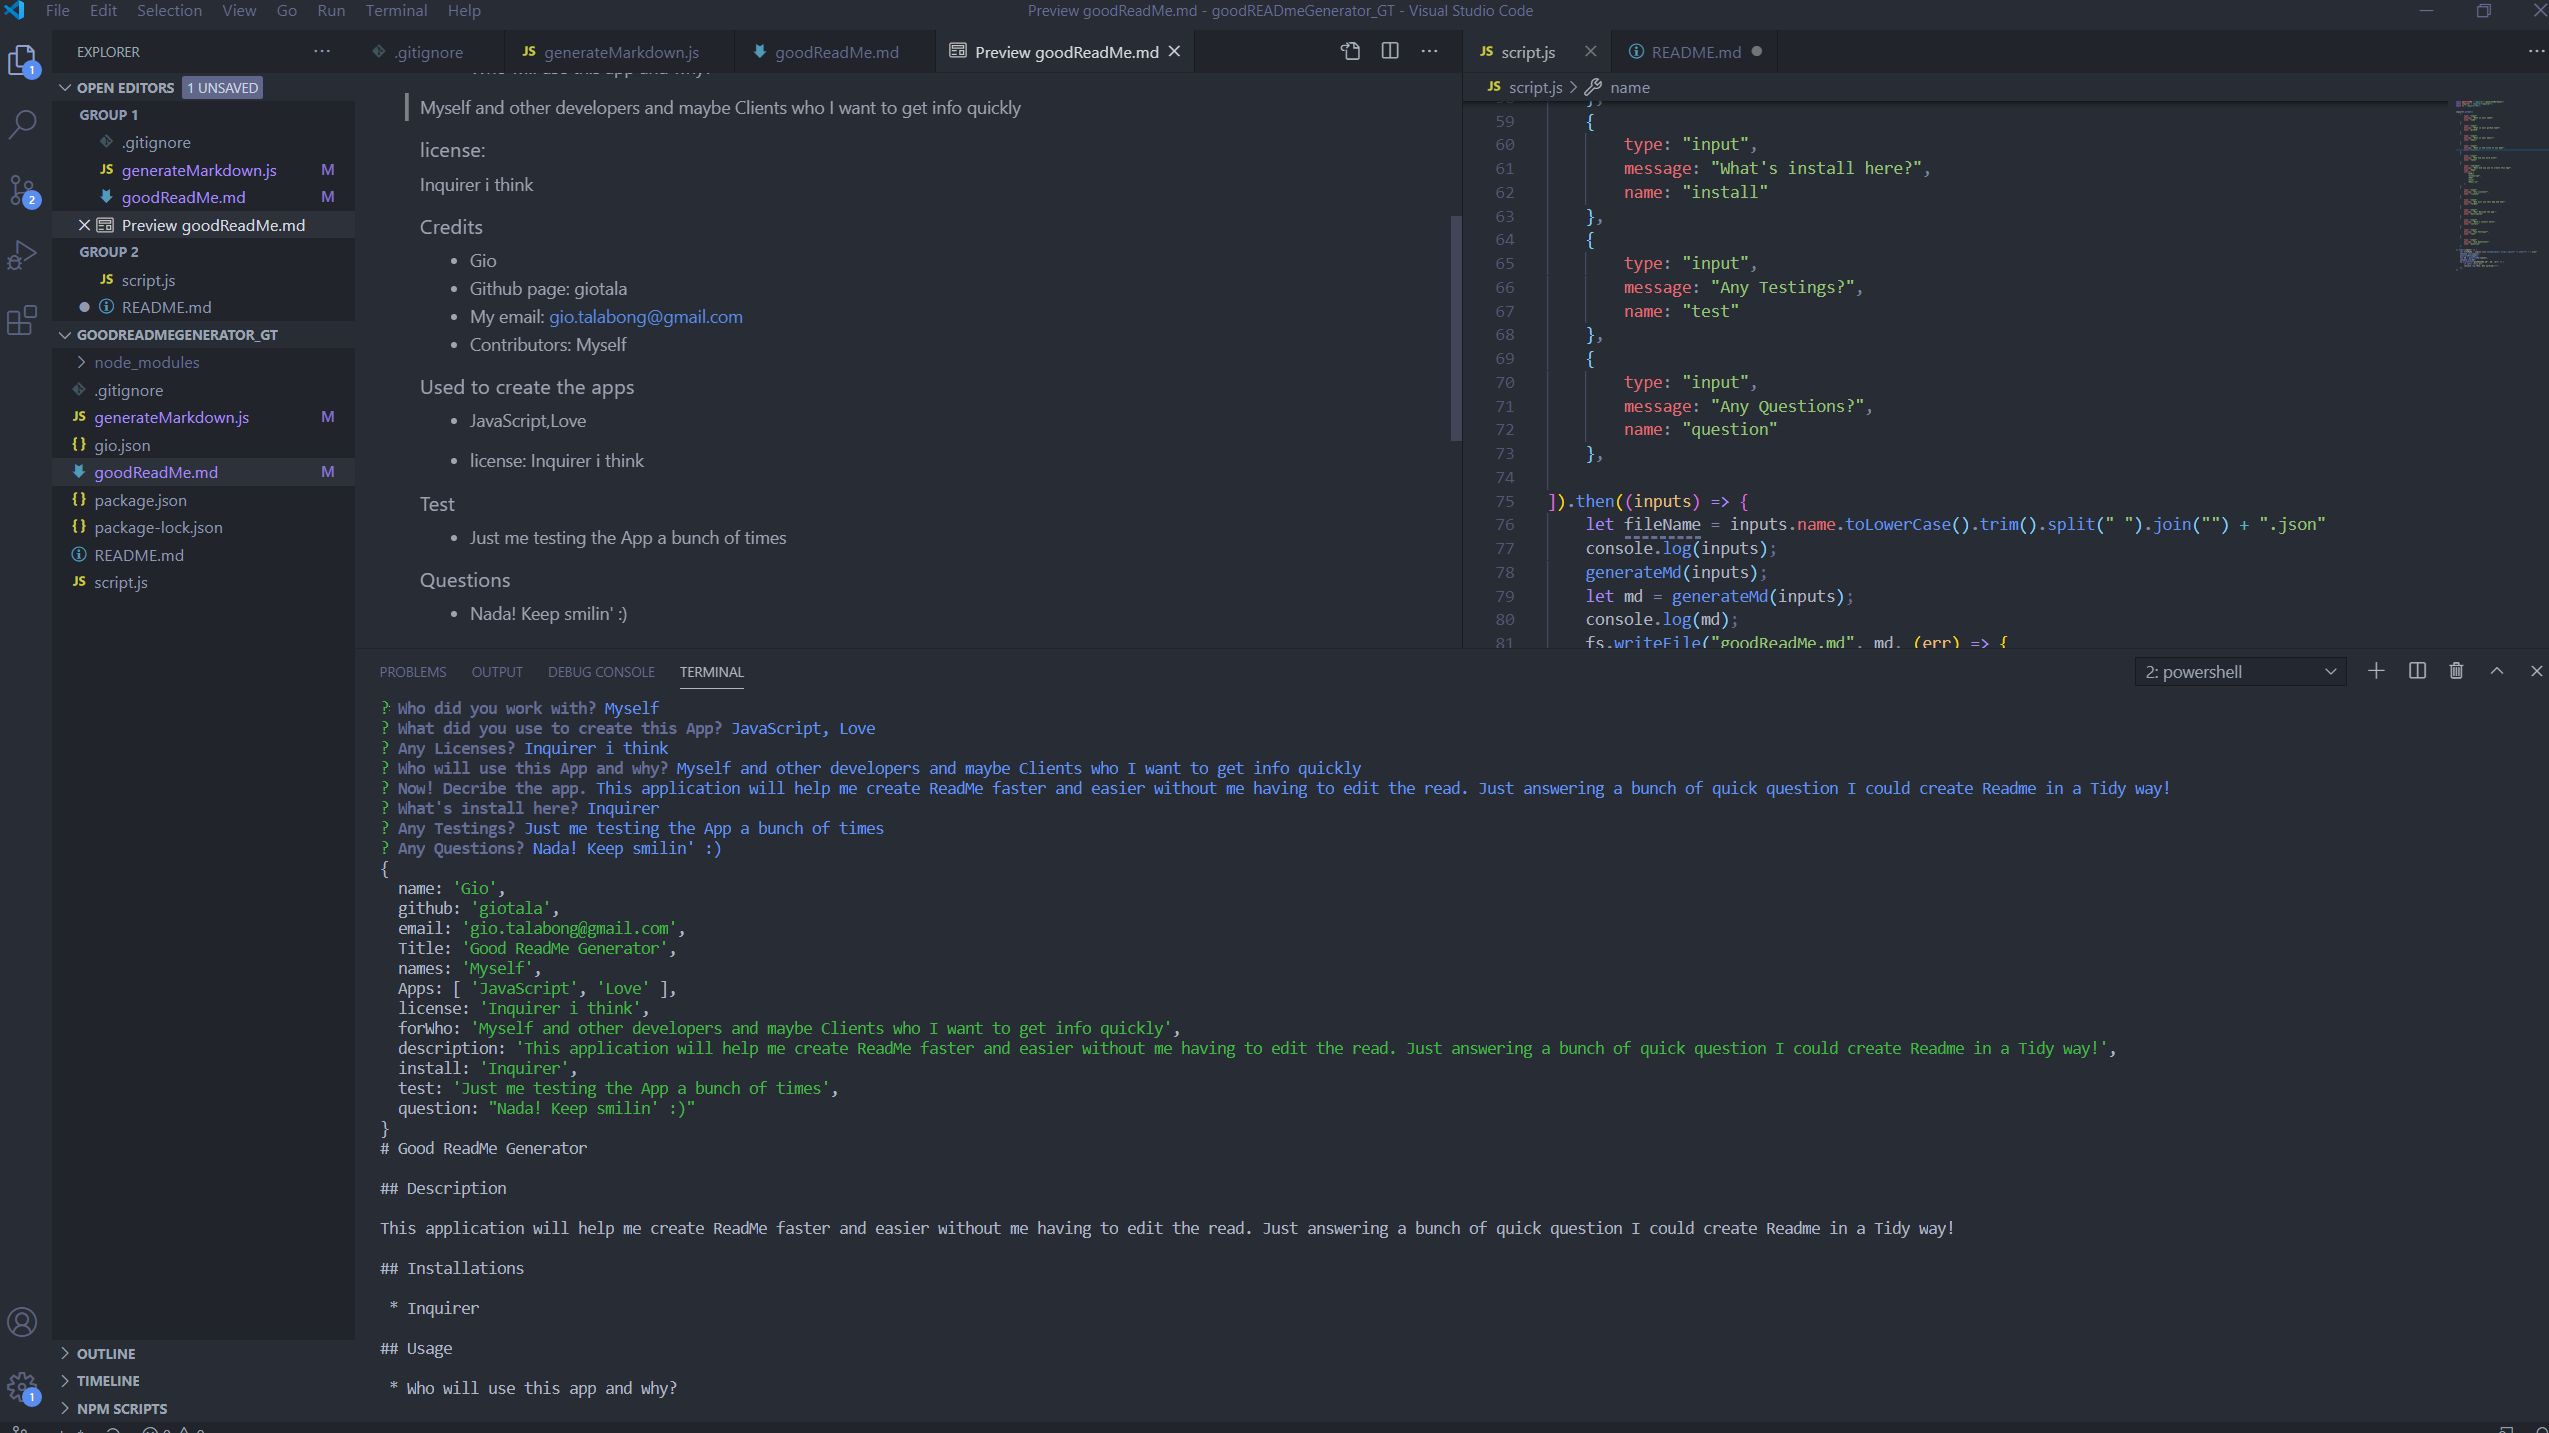 File Edit Selection View Go Run Terminal Help
Preview goodReadMe.md - goodREADmeGenerator_GT - Visual Studio Code
EXPLORER
OPEN EDITORS 1 UNSAVED
GROUP 1
.gitignore
generateMarkdown.js M
goodReadMe.md M
Preview goodReadMe.md
GROUP 2
script.js
README.md
GOODREADMEGENERATOR_GT
node_modules
.gitignore
generateMarkdown.js M
gio.json
goodReadMe.md M
package.json
package-lock.json
README.md
script.js
OUTLINE
TIMELINE
NPM SCRIPTS
1
2
1
.gitignore generateMarkdown.js goodReadMe.md Preview goodReadMe.md
Who will use this app and why?
Myself and other developers and maybe Clients who I want to get info quickly
license:
Inquirer i think
Credits
• Gio
• Github page: giotala
• My email: gio.talabong@gmail.com
• Contributors: Myself
Used to create the apps
• JavaScript,Love
• license: Inquirer i think
Test
• Just me testing the App a bunch of times
Questions
• Nada! Keep smilin' :)
JS script.js README.md
JS script.js > name
59 {
60 type: "input",
61 message: "What's install here?",
62 name: "install"
63 },
64 {
65 type: "input",
66 message: "Any Testings?",
67 name: "test"
68 },
69 {
70 type: "input",
71 message: "Any Questions?",
72 name: "question"
73 },
74
75 ]).then((inputs) => {
76 let fileName = inputs.name.toLowerCase().trim().split(" ").join("") + ".json"
77 console.log(inputs);
78 generateMd(inputs);
79 let md = generateMd(inputs);
80 console.log(md);
81 fs.writeFile("goodReadMe.md", md, (err) => {
PROBLEMS OUTPUT DEBUG CONSOLE TERMINAL
2: powershell
? Who did you work with? Myself
? What did you use to create this App? JavaScript, Love
? Any Licenses? Inquirer i think
? Who will use this App and why? Myself and other developers and maybe Clients who I want to get info quickly
? Now! Decribe the app. This application will help me create ReadMe faster and easier without me having to edit the read. Just answering a bunch of quick question I could create Readme in a Tidy way!
? What's install here? Inquirer
? Any Testings? Just me testing the App a bunch of times
? Any Questions? Nada! Keep smilin' :)
{
name: 'Gio',
github: 'giotala',
email: 'gio.talabong@gmail.com',
Title: 'Good ReadMe Generator',
names: 'Myself',
Apps: [ 'JavaScript', 'Love' ],
license: 'Inquirer i think',
forWho: 'Myself and other developers and maybe Clients who I want to get info quickly',
description: 'This application will help me create ReadMe faster and easier without me having to edit the read. Just answering a bunch of quick question I could create Readme in a Tidy way!',
install: 'Inquirer',
test: 'Just me testing the App a bunch of times',
question: "Nada! Keep smilin' :)"
}
# Good ReadMe Generator
## Description
This application will help me create ReadMe faster and easier without me having to edit the read. Just answering a bunch of quick question I could create Readme in a Tidy way!
## Installations
* Inquirer
## Usage
* Who will use this app and why?